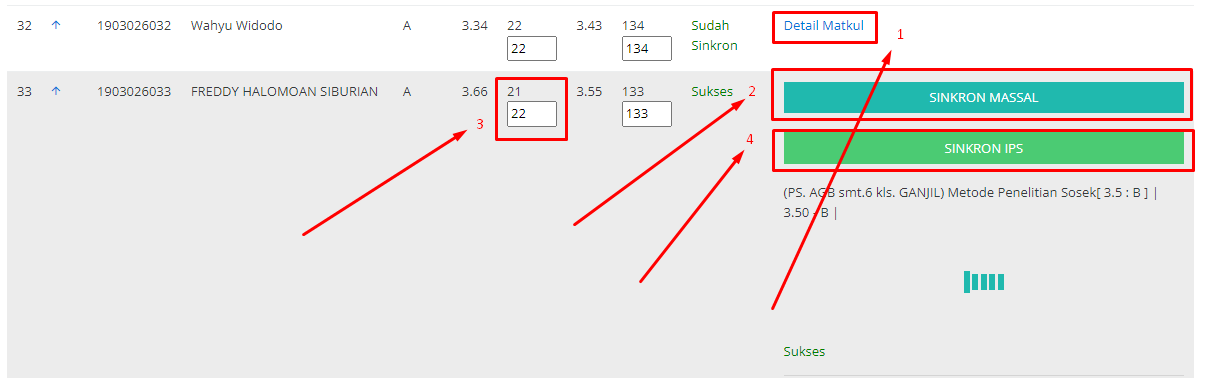 32 1903026032 Wahyu Widodo A 3.34 22 3.43 134 Sudah Detail Matkul
1
22 134 Sinkron
33 1903026033 FREDDY HALOMOAN SIBURIAN A 3.66 21 3.55 133 Sukses 2 SINKRON MASSAL
22 133
3
4 SINKRON IPS
(PS. AGB smt.6 kls. GANJIL) Metode Penelitian Sosek[ 3.5 : B ] |
3.50 - B |
Sukses